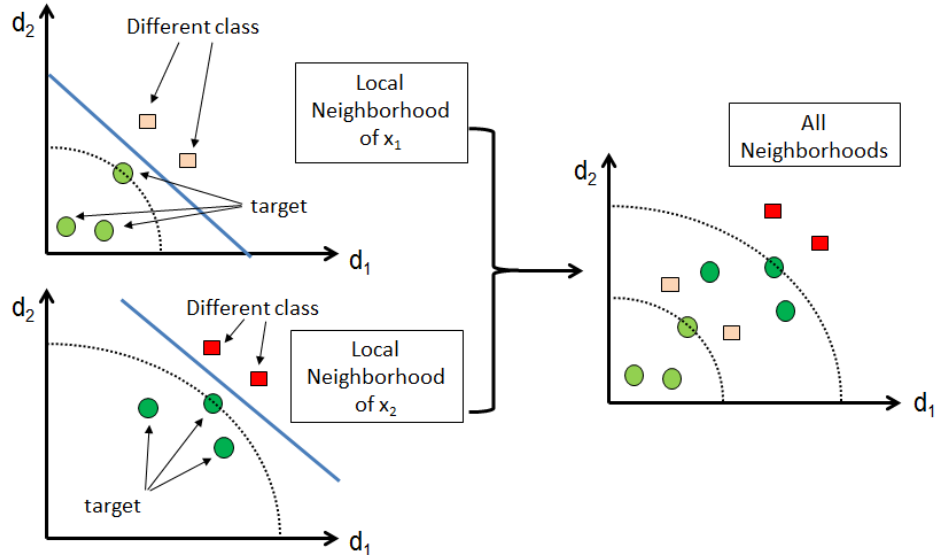 d2
Different class
Local
Neighborhood
of x1
target
d1
d2
Different class
Local
Neighborhood
of x2
target
d1
All
Neighborhoods
d2
d1